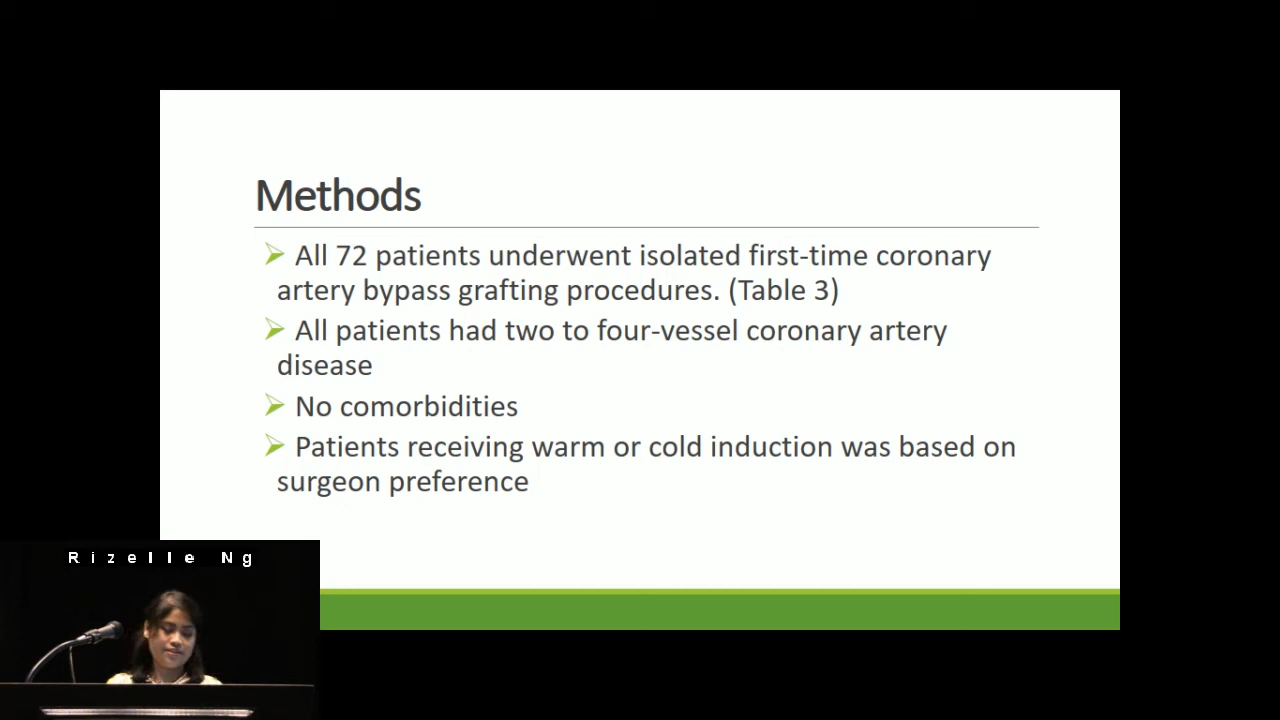 Methods
All 72 patients underwent isolated first-time coronary
artery bypass grafting procedures. (Table 3)
All patients had two to four-vessel coronary artery
disease
No comorbidities
Patients receiving warm or cold induction was based on
surgeon preference
Rizelle Ng